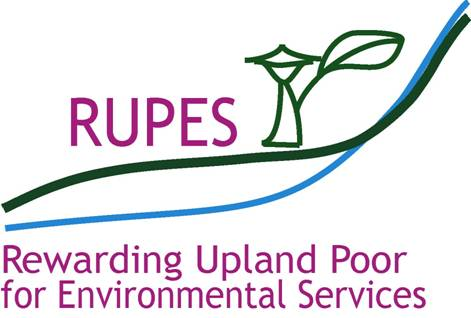 RUPES
Rewarding Upland Poor
for Environmental Services